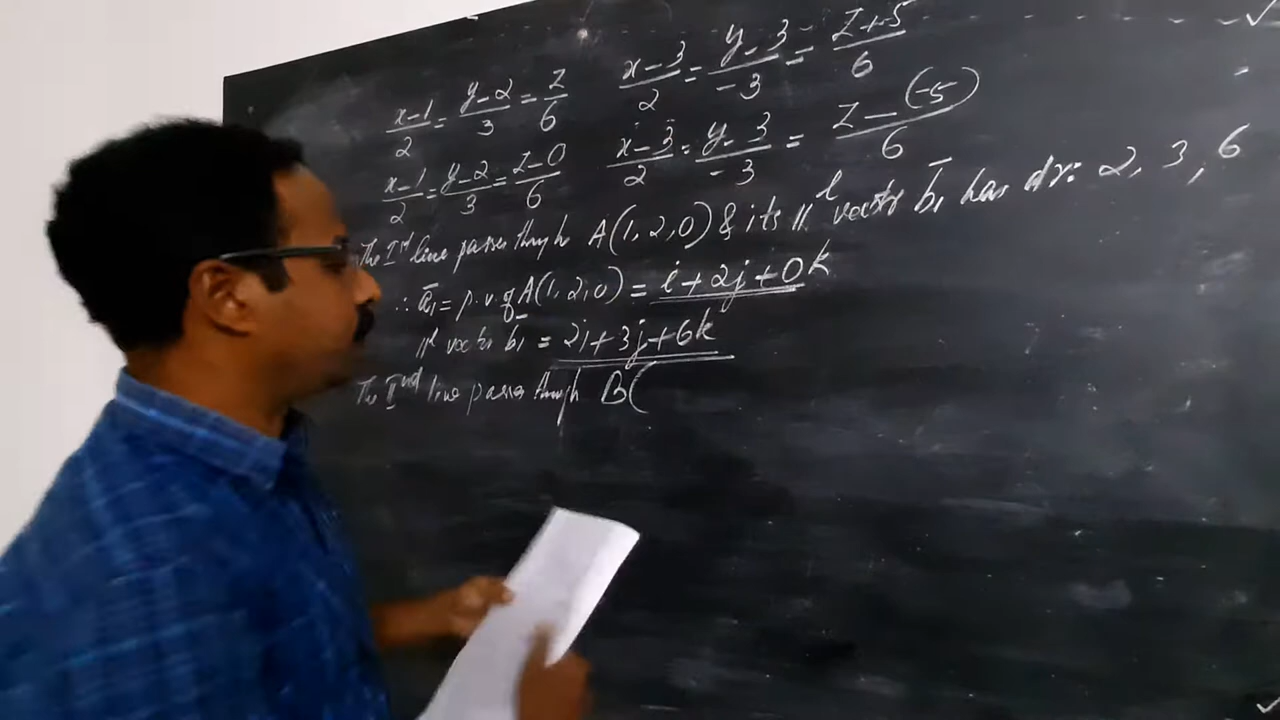 x-1/2 = y-2/3 = z/6    x-3/2 = y-3/-3 = z+5/6
x-1/2 = y-2/3 = z-0/6    x-3/2 = y-3/-3 = z-(-5)/6
The Ist line passes through A(1, 2, 0) & its ||l vector b̄₁ has dr: 2, 3, 6
∴ ā₁ = p.v of A(1, 2, 0) = i + 2j + 0k
||l vector b₁ = 2i + 3j + 6k
The IInd line passes through B(